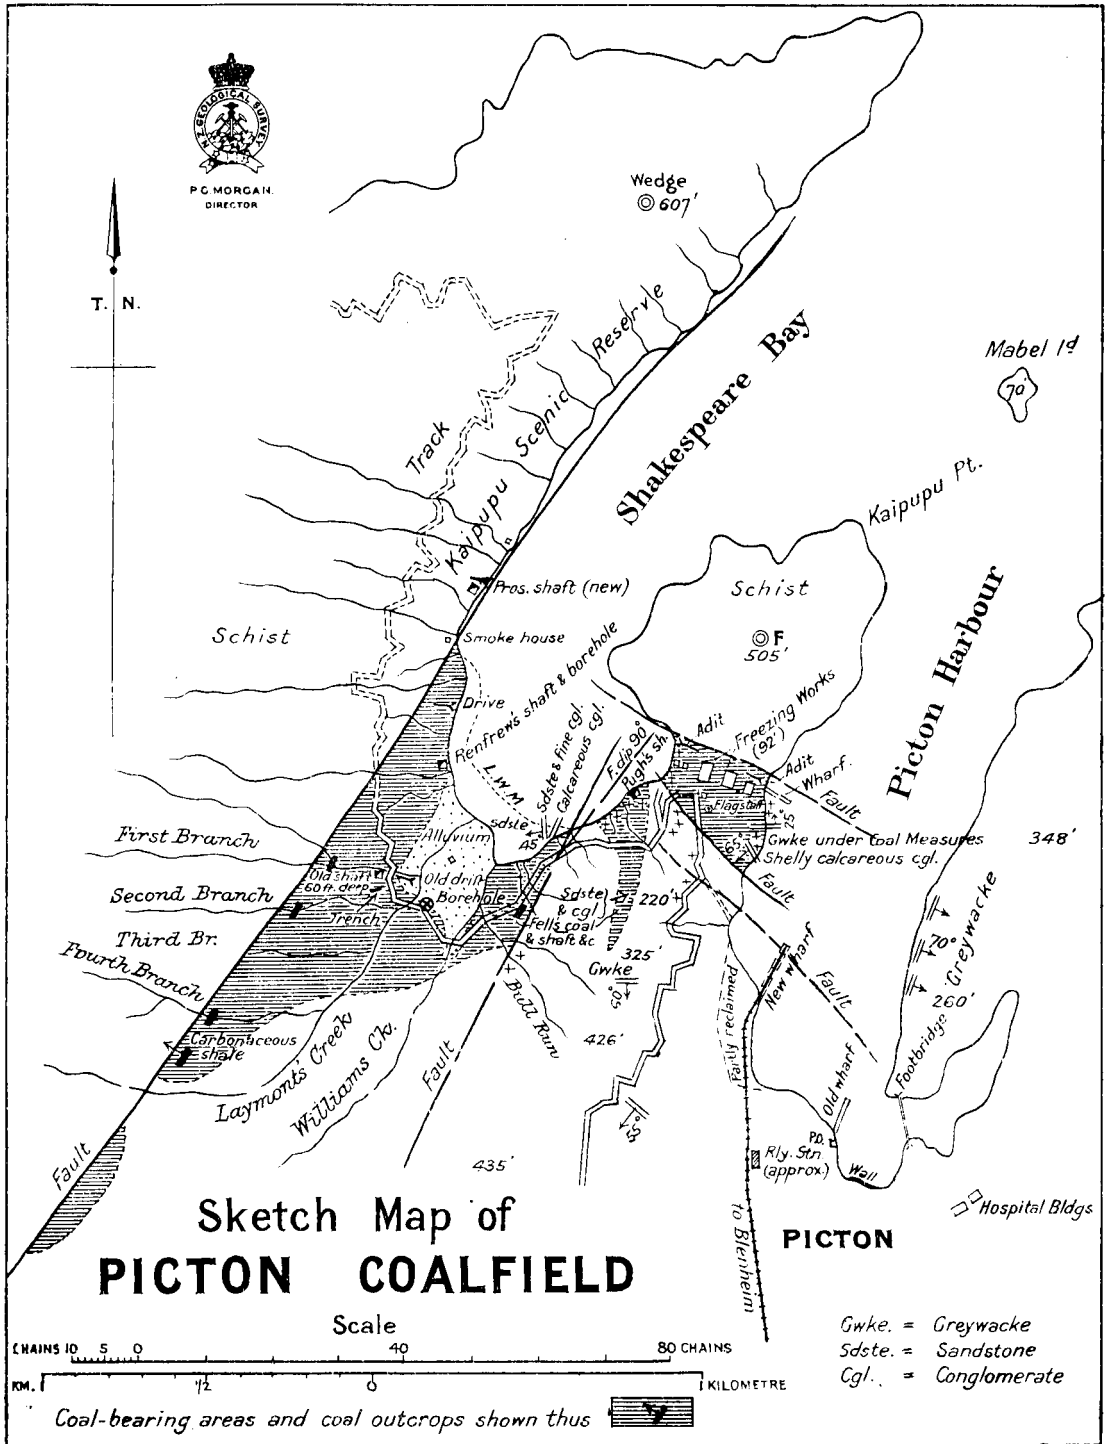 N.Z. GEOLOGICAL SURVEY
P.G. MORGAN.
DIRECTOR
T. N.
Wedge
607'
Mabel Id
70'
Kaipupu Scenic Reserve
Track
Shakespeare Bay
Kaipupu Pt.
Pros. shaft (new)
Schist
F
505'
Picton Harbour
Schist
Smoke house
Drive
Renfrew's shaft & borehole
L.W.M
Sdste & fine cgl.
Calcareous cgl.
F. dip 90°
Pugh's sh.
Adit
Freezing Works
(92')
Adit
Wharf.
Fault
Flagstaff
75°
65°
sdste
45°
Gwke under Coal Measures
Shelly calcareous cgl.
348'
Fault
First Branch
Alluvium
Old shaft
60 ft. deep
Old drift
Borehole
Second Branch
Trench
Sdste
& cgl
220'
Third Br.
Fells coal
& shaft &c
325'
Gwke
50°
Fourth Branch
New wharf
Fault
70°
Greywacke
260'
Partly reclaimed
Bull Run
426'
Carbonaceous
shale
Laymont's Creek
Williams Ck.
Fault
Footbridge
Old wharf
55°
P.O.
Rly. Stn
(approx.)
Wall
435'
Fault
Hospital Bldgs
to Blenheim
PICTON
Sketch Map of
PICTON COALFIELD
Scale
CHAINS 10 5 0 40 80 CHAINS
KM. 1 1/2 0 1 KILOMETRE
Gwke. = Greywacke
Sdste. = Sandstone
Cgl. = Conglomerate
Coal-bearing areas and coal outcrops shown thus